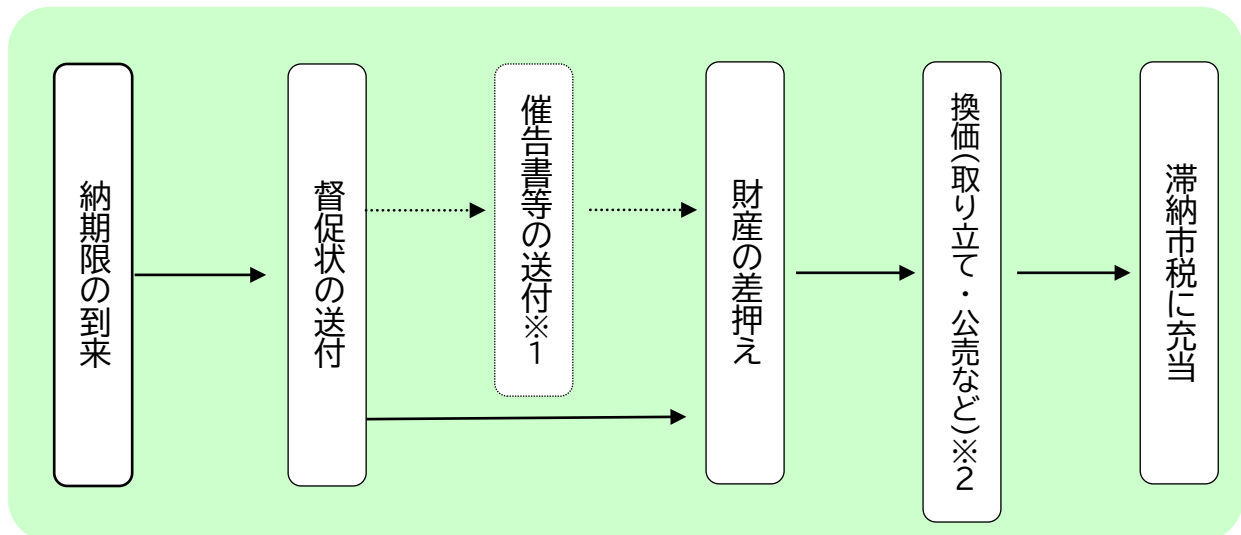 納期限の到来
督促状の送付
催告書等の送付※1
財産の差押え
換価(取り立て・公売など)※2
滞納市税に充当